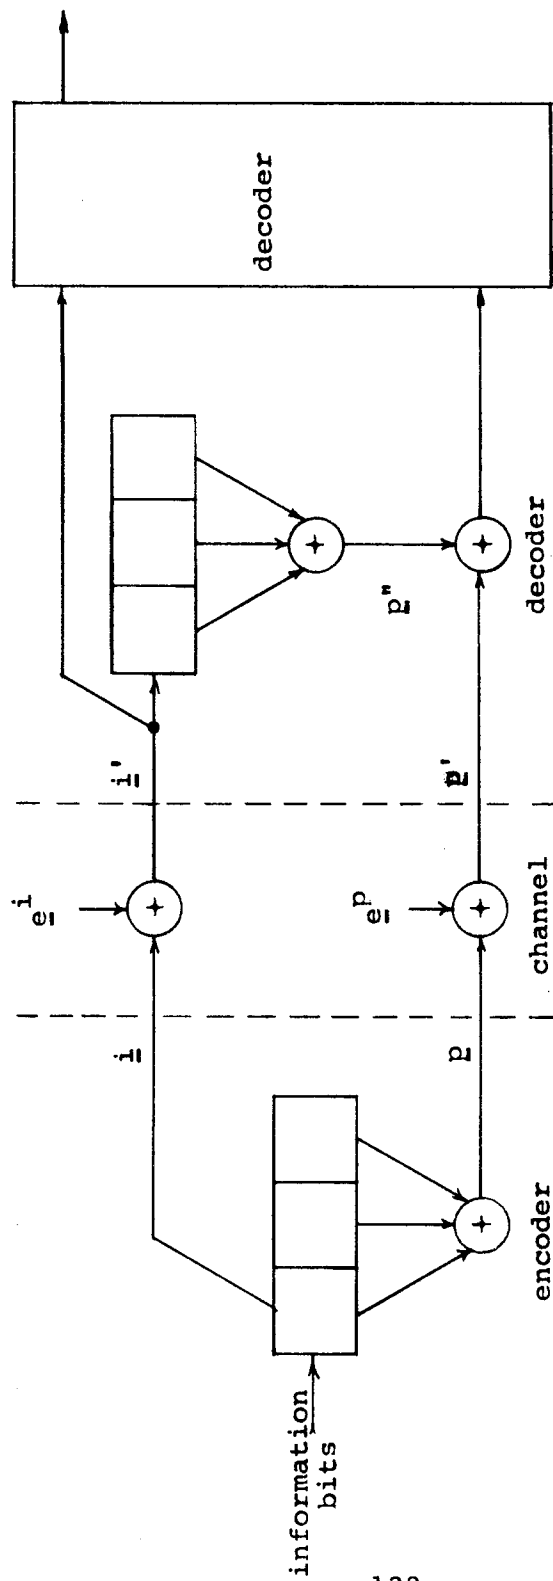 information
bits
encoder
i
p
e^i
e^p
channel
i'
p'
p"
decoder
decoder
+
+
+
+
+